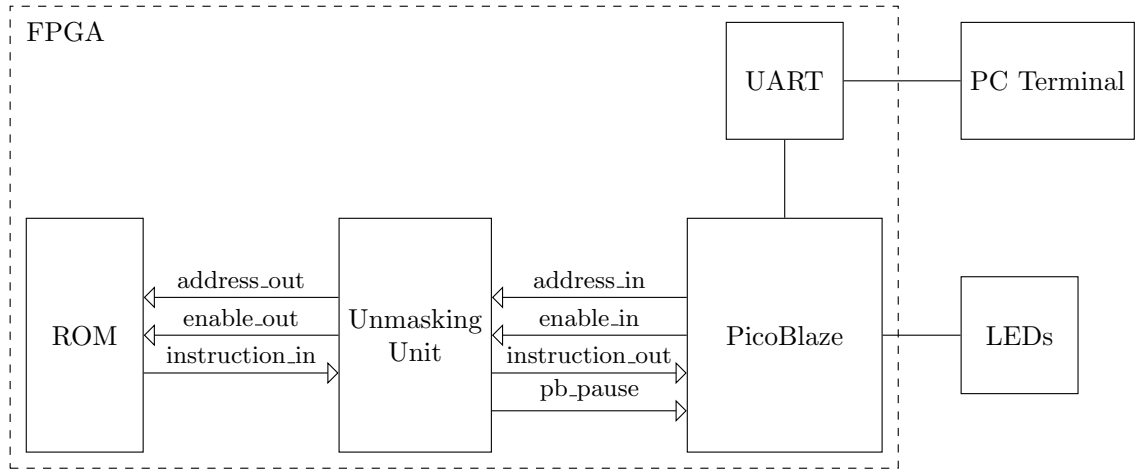 FPGA
UART
PC Terminal
address_out
address_in
enable_out
enable_in
ROM
Unmasking
Unit
PicoBlaze
LEDs
instruction_in
instruction_out
pb_pause